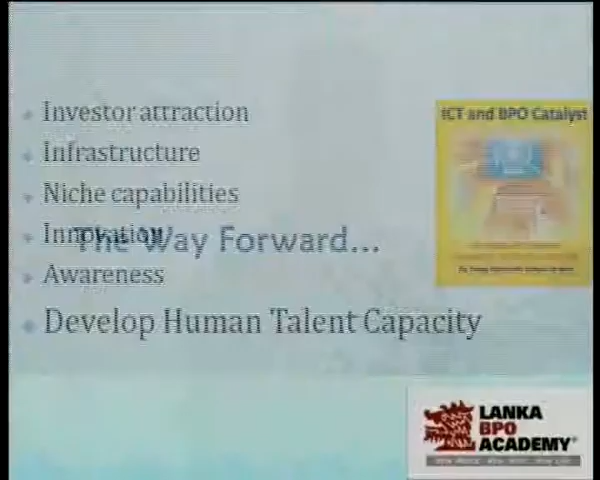 Investor attraction
Infrastructure
Niche capabilities
Innovation
The Way Forward...
Awareness
Develop Human Talent Capacity
ICT and BPO Catalyst
LANKA
BPO
ACADEMY